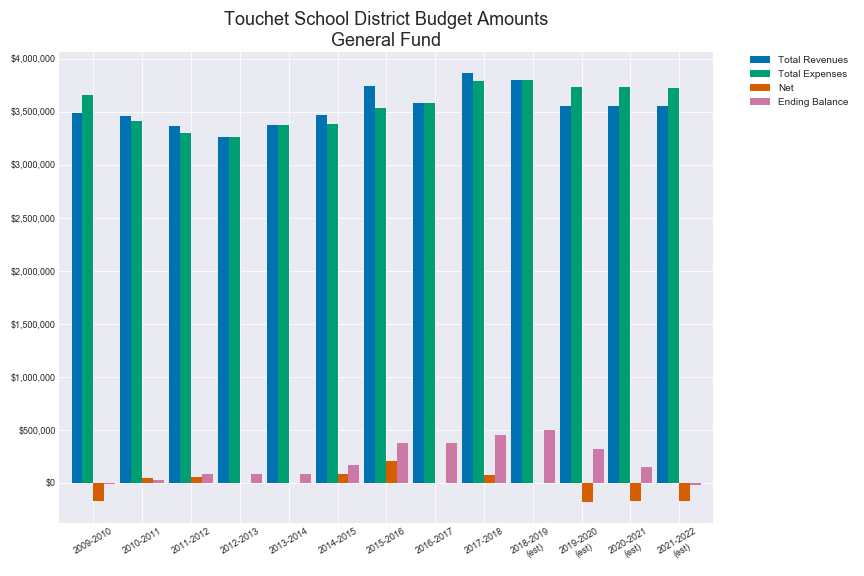 Touchet School District Budget Amounts
General Fund
Total Revenues
Total Expenses
Net
Ending Balance
$4,000,000
$3,500,000
$3,000,000
$2,500,000
$2,000,000
$1,500,000
$1,000,000
$500,000
$0
2009-2010
2010-2011
2011-2012
2012-2013
2013-2014
2014-2015
2015-2016
2016-2017
2017-2018
2018-2019
(est)
2019-2020
(est)
2020-2021
(est)
2021-2022
(est)